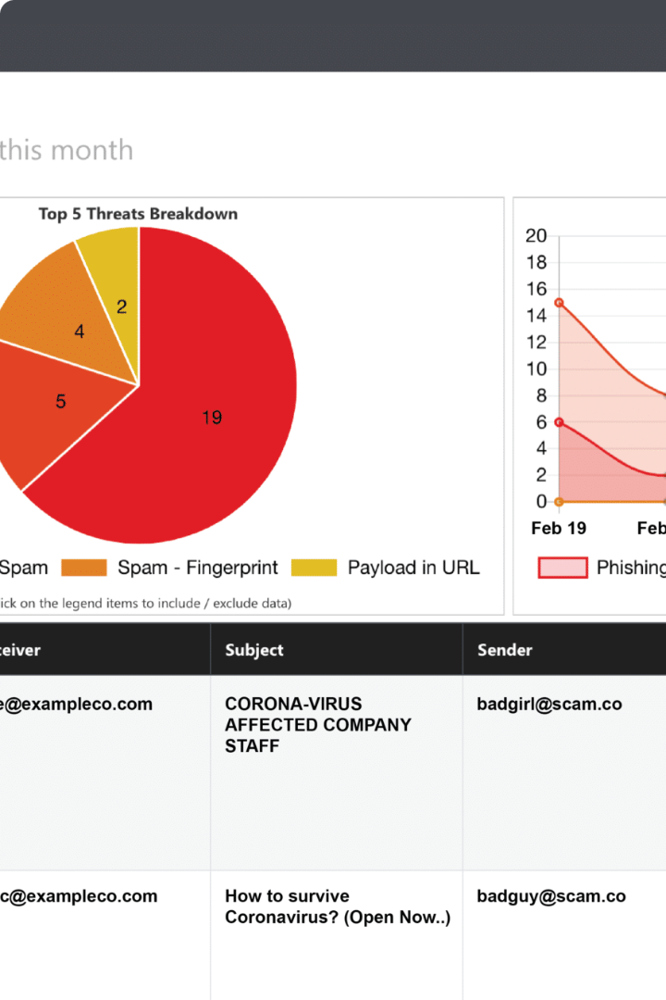 this month
Top 5 Threats Breakdown
2
4
5
19
Spam
Spam - Fingerprint
Payload in URL
ick on the legend items to include / exclude data)
20
18
16
14
12
10
8
6
4
2
0
Feb 19
Feb
Phishing
ceiver
Subject
Sender
e@exampleco.com
CORONA-VIRUS
AFFECTED COMPANY
STAFF
badgirl@scam.co
c@exampleco.com
How to survive
Coronavirus? (Open Now..)
badguy@scam.co